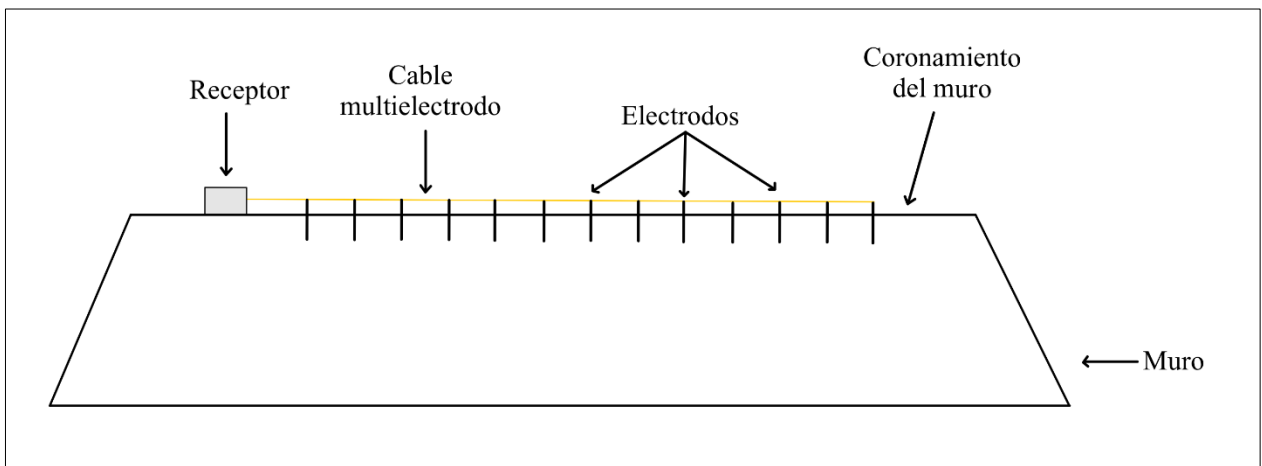 Receptor
Cable
multielectrodo
Electrodos
Coronamiento
del muro
Muro